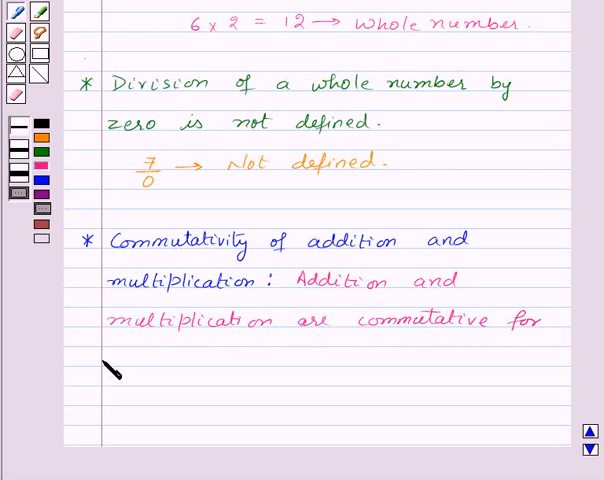 6 x 2 = 12 → Whole number.
* Division of a whole number by
zero is not defined.
7/0 → Not defined.
* Commutativity of addition and
multiplication : Addition and
multiplication are commutative for